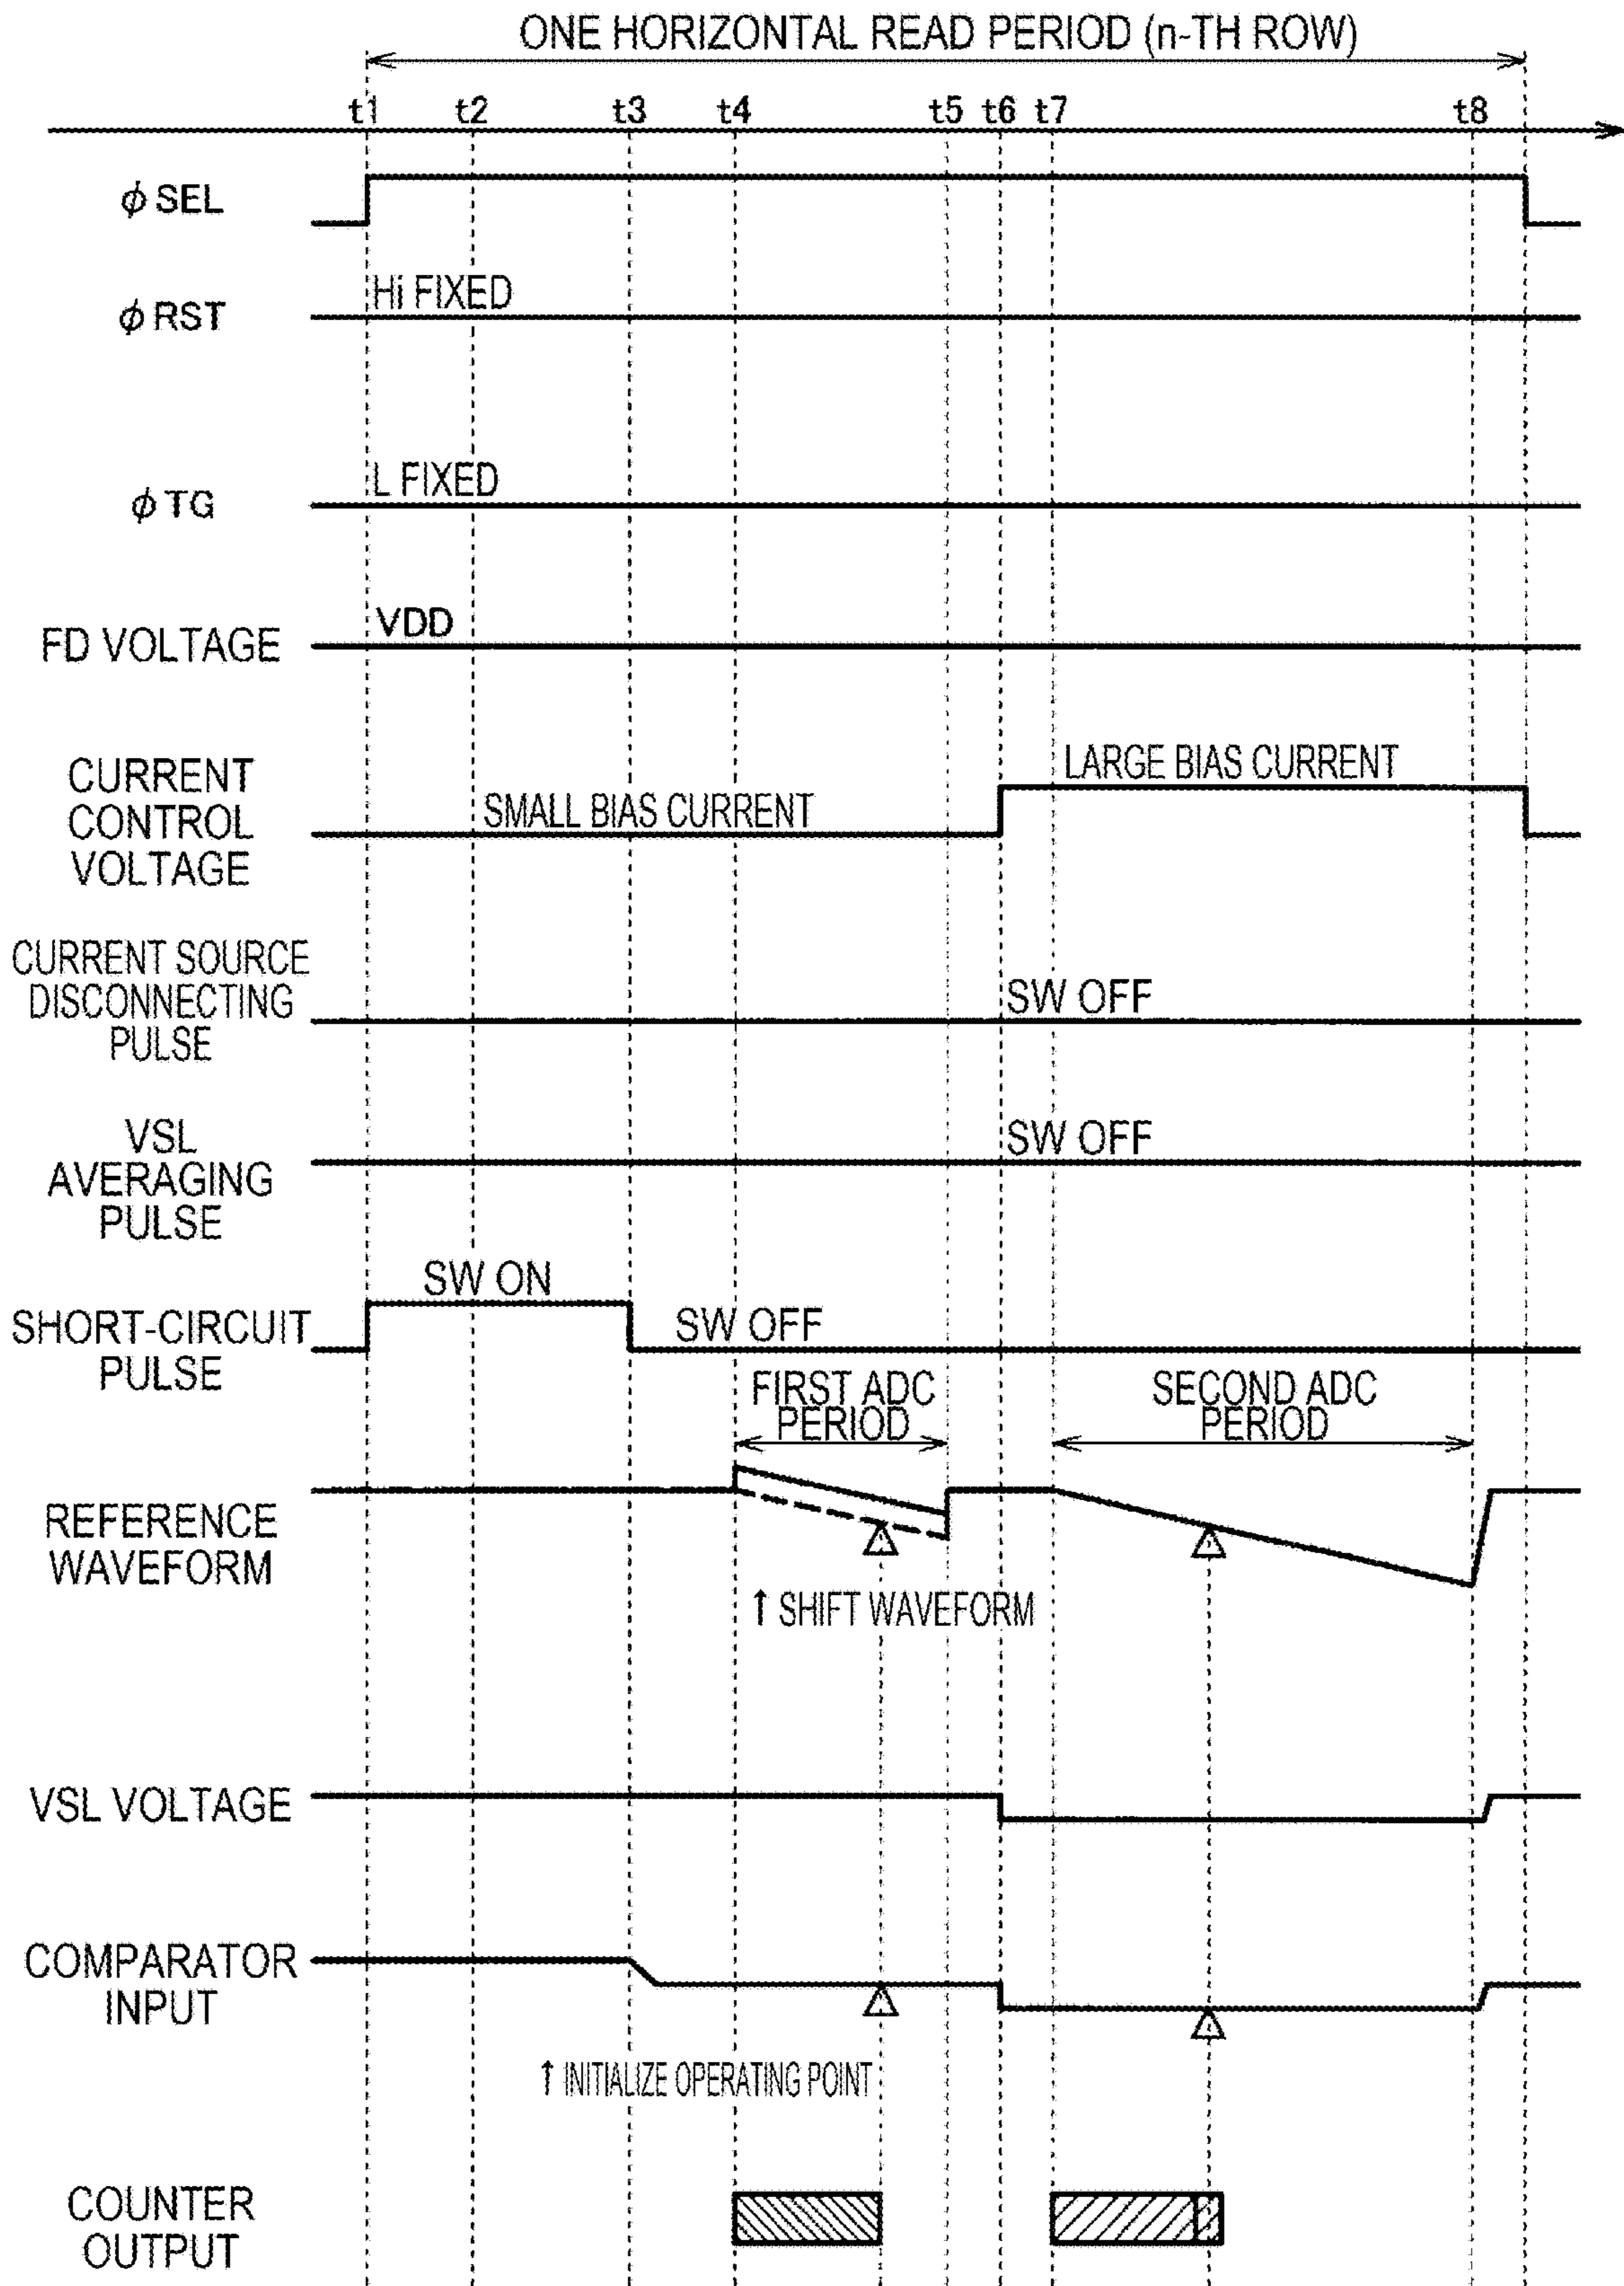 ONE HORIZONTAL READ PERIOD (n-TH ROW)
t1 t2 t3 t4 t5 t6 t7 t8
ϕ SEL
Hi FIXED
ϕ RST
L FIXED
ϕ TG
VDD
FD VOLTAGE
LARGE BIAS CURRENT
SMALL BIAS CURRENT
CURRENT
CONTROL
VOLTAGE
CURRENT SOURCE
DISCONNECTING
PULSE
SW OFF
VSL
AVERAGING
PULSE
SW OFF
SW ON
SHORT-CIRCUIT
PULSE
SW OFF
FIRST ADC
PERIOD
SECOND ADC
PERIOD
REFERENCE
WAVEFORM
↑ SHIFT WAVEFORM
VSL VOLTAGE
COMPARATOR
INPUT
↑ INITIALIZE OPERATING POINT
COUNTER
OUTPUT